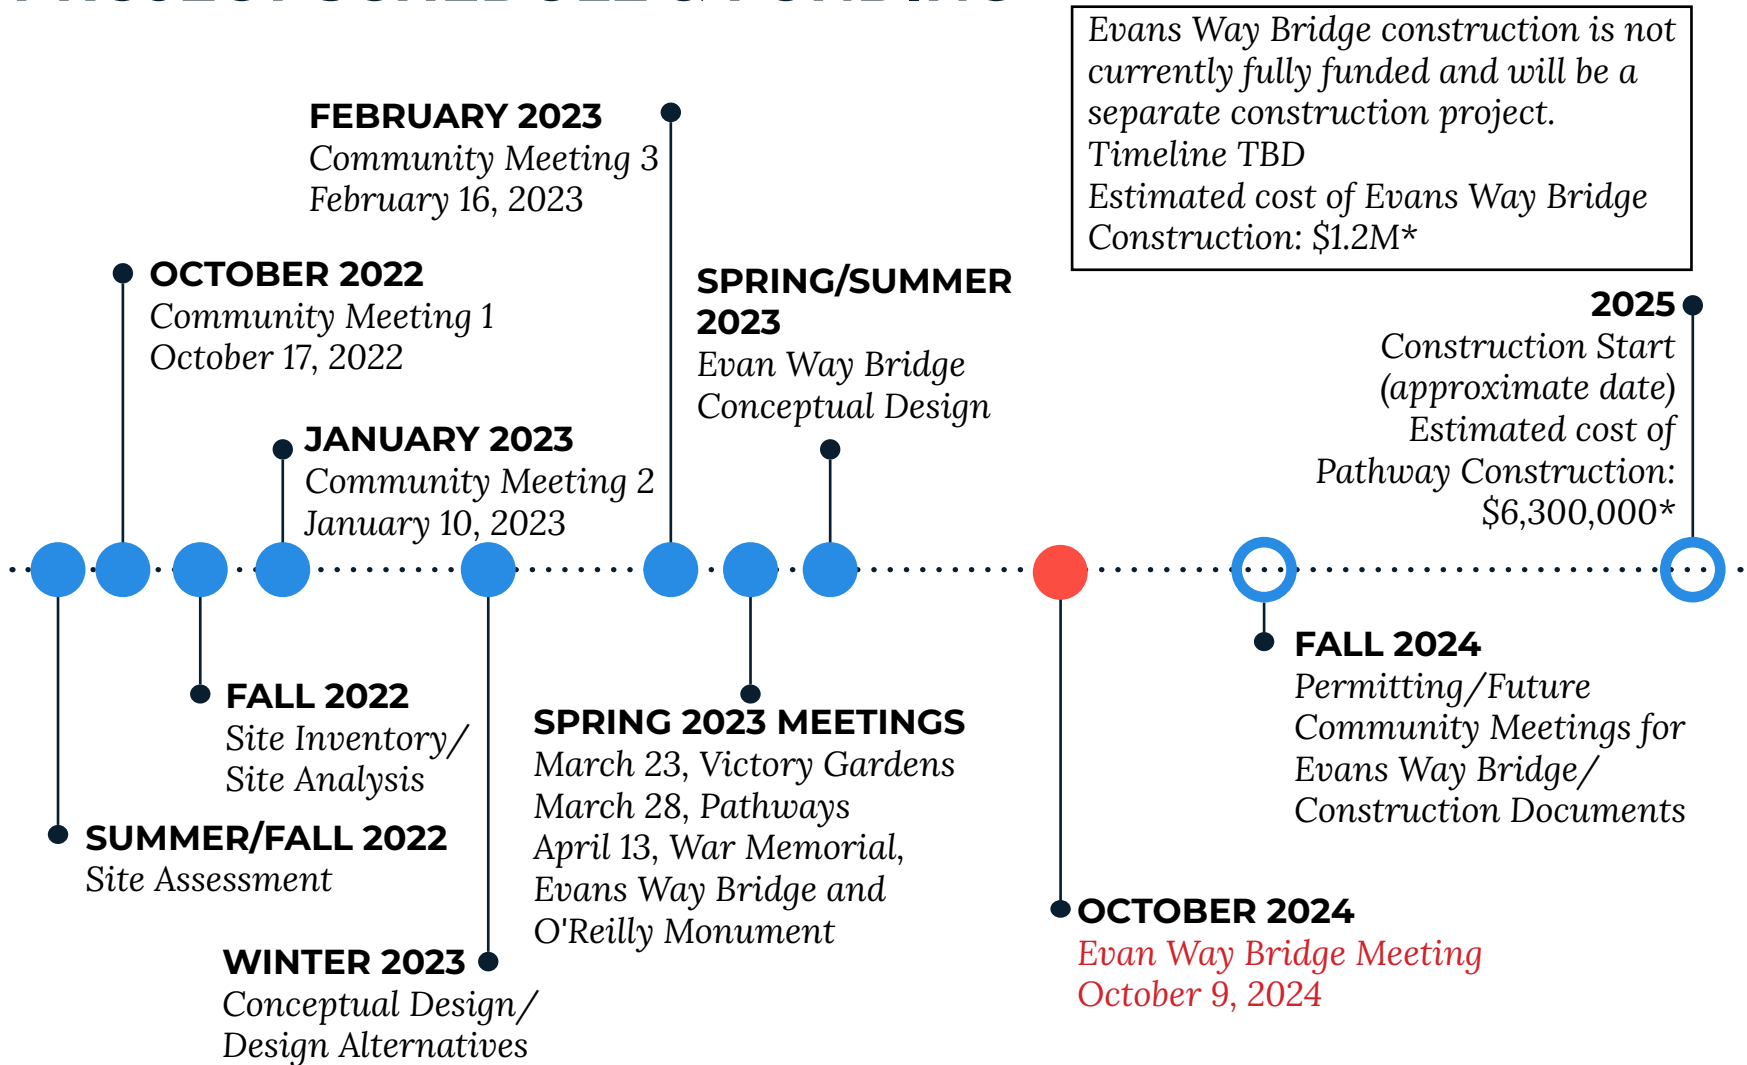 PROJECT SCHEDULE & FUNDING
Evans Way Bridge construction is not
currently fully funded and will be a
separate construction project.
Timeline TBD
Estimated cost of Evans Way Bridge
Construction: $1.2M*
FEBRUARY 2023
Community Meeting 3
February 16, 2023
OCTOBER 2022
Community Meeting 1
October 17, 2022
SPRING/SUMMER
2023
Evan Way Bridge
Conceptual Design
2025
Construction Start
(approximate date)
Estimated cost of
Pathway Construction:
$6,300,000*
JANUARY 2023
Community Meeting 2
January 10, 2023
FALL 2022
Site Inventory/
Site Analysis
SUMMER/FALL 2022
Site Assessment
WINTER 2023
Conceptual Design/
Design Alternatives
SPRING 2023 MEETINGS
March 23, Victory Gardens
March 28, Pathways
April 13, War Memorial,
Evans Way Bridge and
O'Reilly Monument
FALL 2024
Permitting/Future
Community Meetings for
Evans Way Bridge/
Construction Documents
OCTOBER 2024
Evan Way Bridge Meeting
October 9, 2024